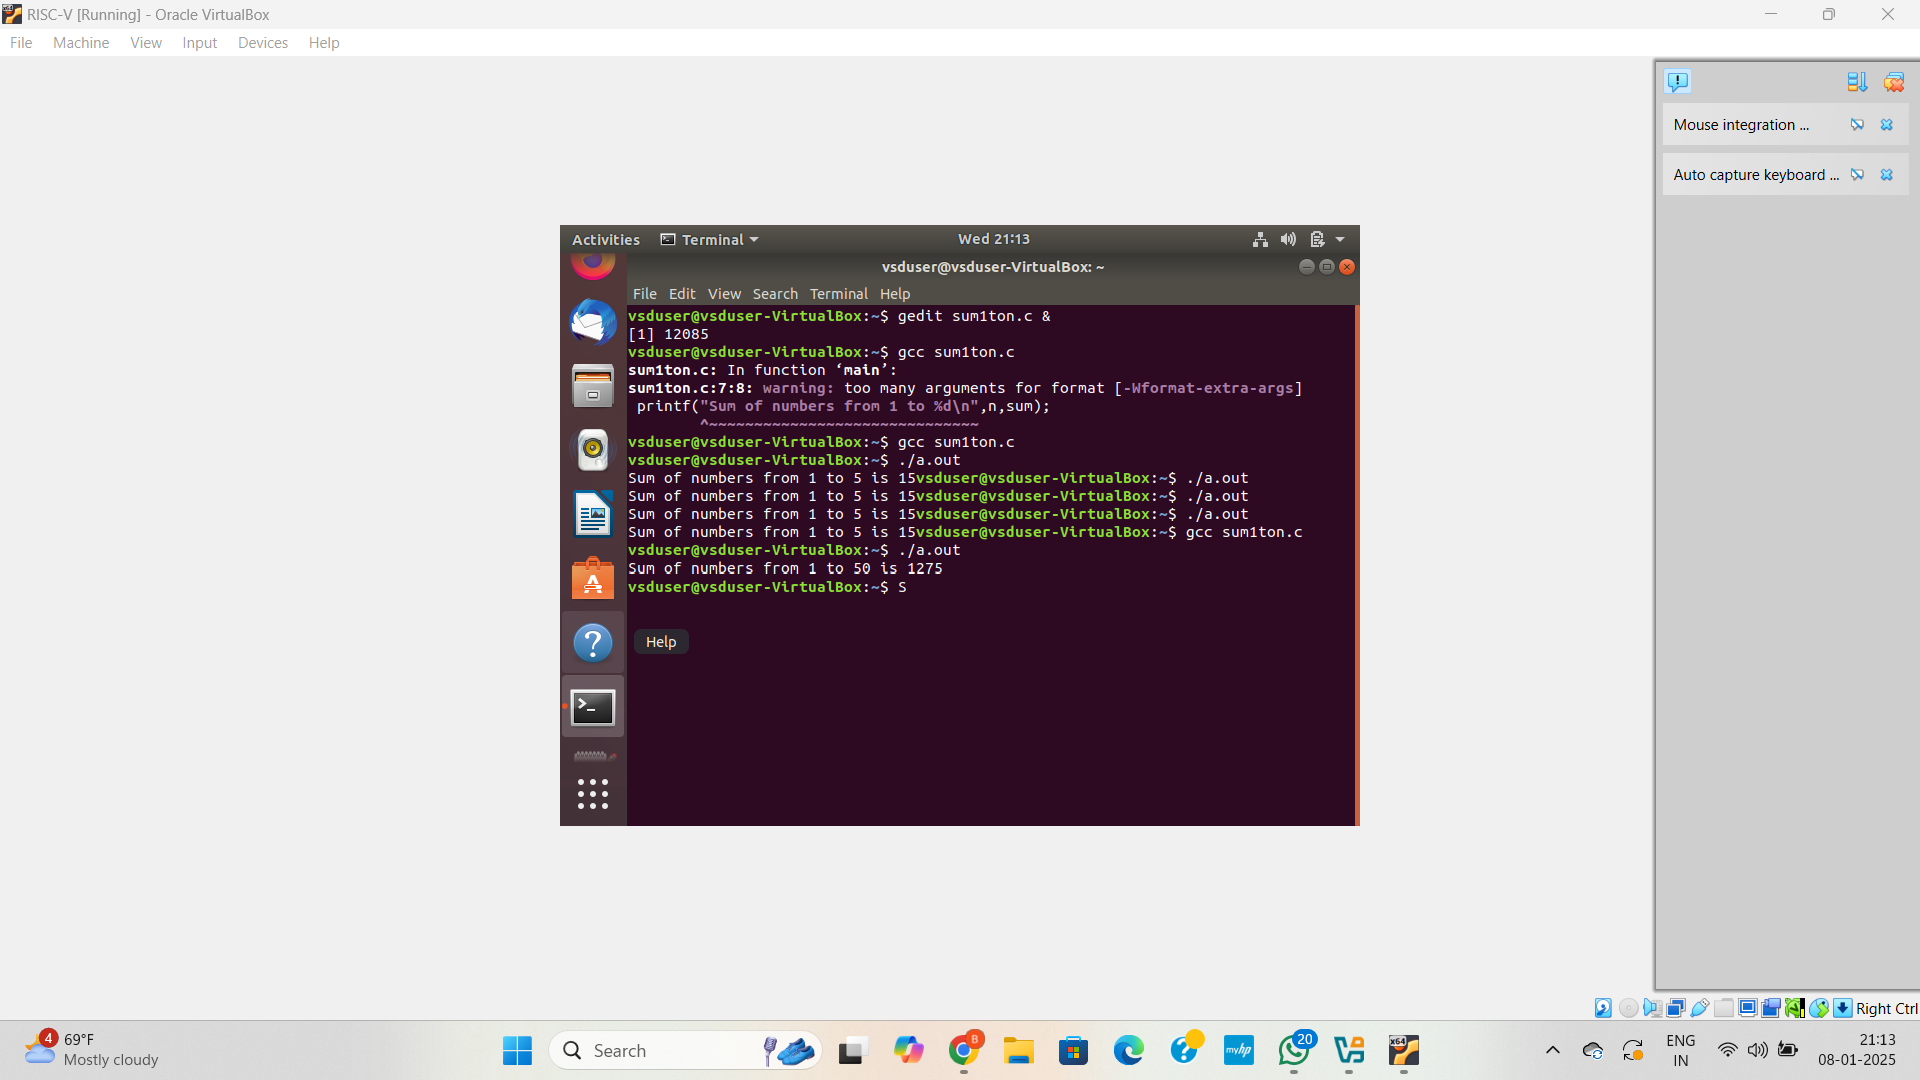 RISC-V [Running] - Oracle VirtualBox
File Machine View Input Devices Help
Mouse integration ...
Auto capture keyboard ...
Activities Terminal Wed 21:13
vsduser@vsduser-VirtualBox: ~
File Edit View Search Terminal Help
vsduser@vsduser-VirtualBox:~$ gedit sum1ton.c &
[1] 12085
vsduser@vsduser-VirtualBox:~$ gcc sum1ton.c
sum1ton.c: In function ‘main’:
sum1ton.c:7:8: warning: too many arguments for format [-Wformat-extra-args]
printf("Sum of numbers from 1 to %d\n",n,sum);
^~~~~~~~~~~~~~~~~~~~~~~~~~~~~~~
vsduser@vsduser-VirtualBox:~$ gcc sum1ton.c
vsduser@vsduser-VirtualBox:~$ ./a.out
Sum of numbers from 1 to 5 is 15vsduser@vsduser-VirtualBox:~$ ./a.out
Sum of numbers from 1 to 5 is 15vsduser@vsduser-VirtualBox:~$ ./a.out
Sum of numbers from 1 to 5 is 15vsduser@vsduser-VirtualBox:~$ ./a.out
Sum of numbers from 1 to 5 is 15vsduser@vsduser-VirtualBox:~$ gcc sum1ton.c
vsduser@vsduser-VirtualBox:~$ ./a.out
Sum of numbers from 1 to 50 is 1275
vsduser@vsduser-VirtualBox:~$ S
Help
Right Ctrl
4 69°F
Mostly cloudy
Search
B
myhp
20
x64
ENG
IN
21:13
08-01-2025